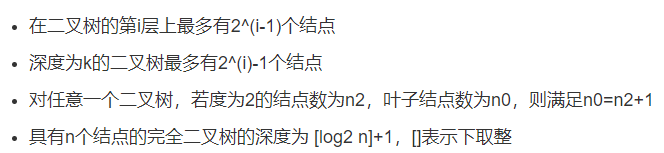 在二叉树的第i层上最多有2^(i-1)个结点
深度为k的二叉树最多有2^(i)-1个结点
对任意一个二叉树，若度为2的结点数为n2，叶子结点数为n0，则满足n0=n2+1
具有n个结点的完全二叉树的深度为 [log2 n]+1，[]表示下取整